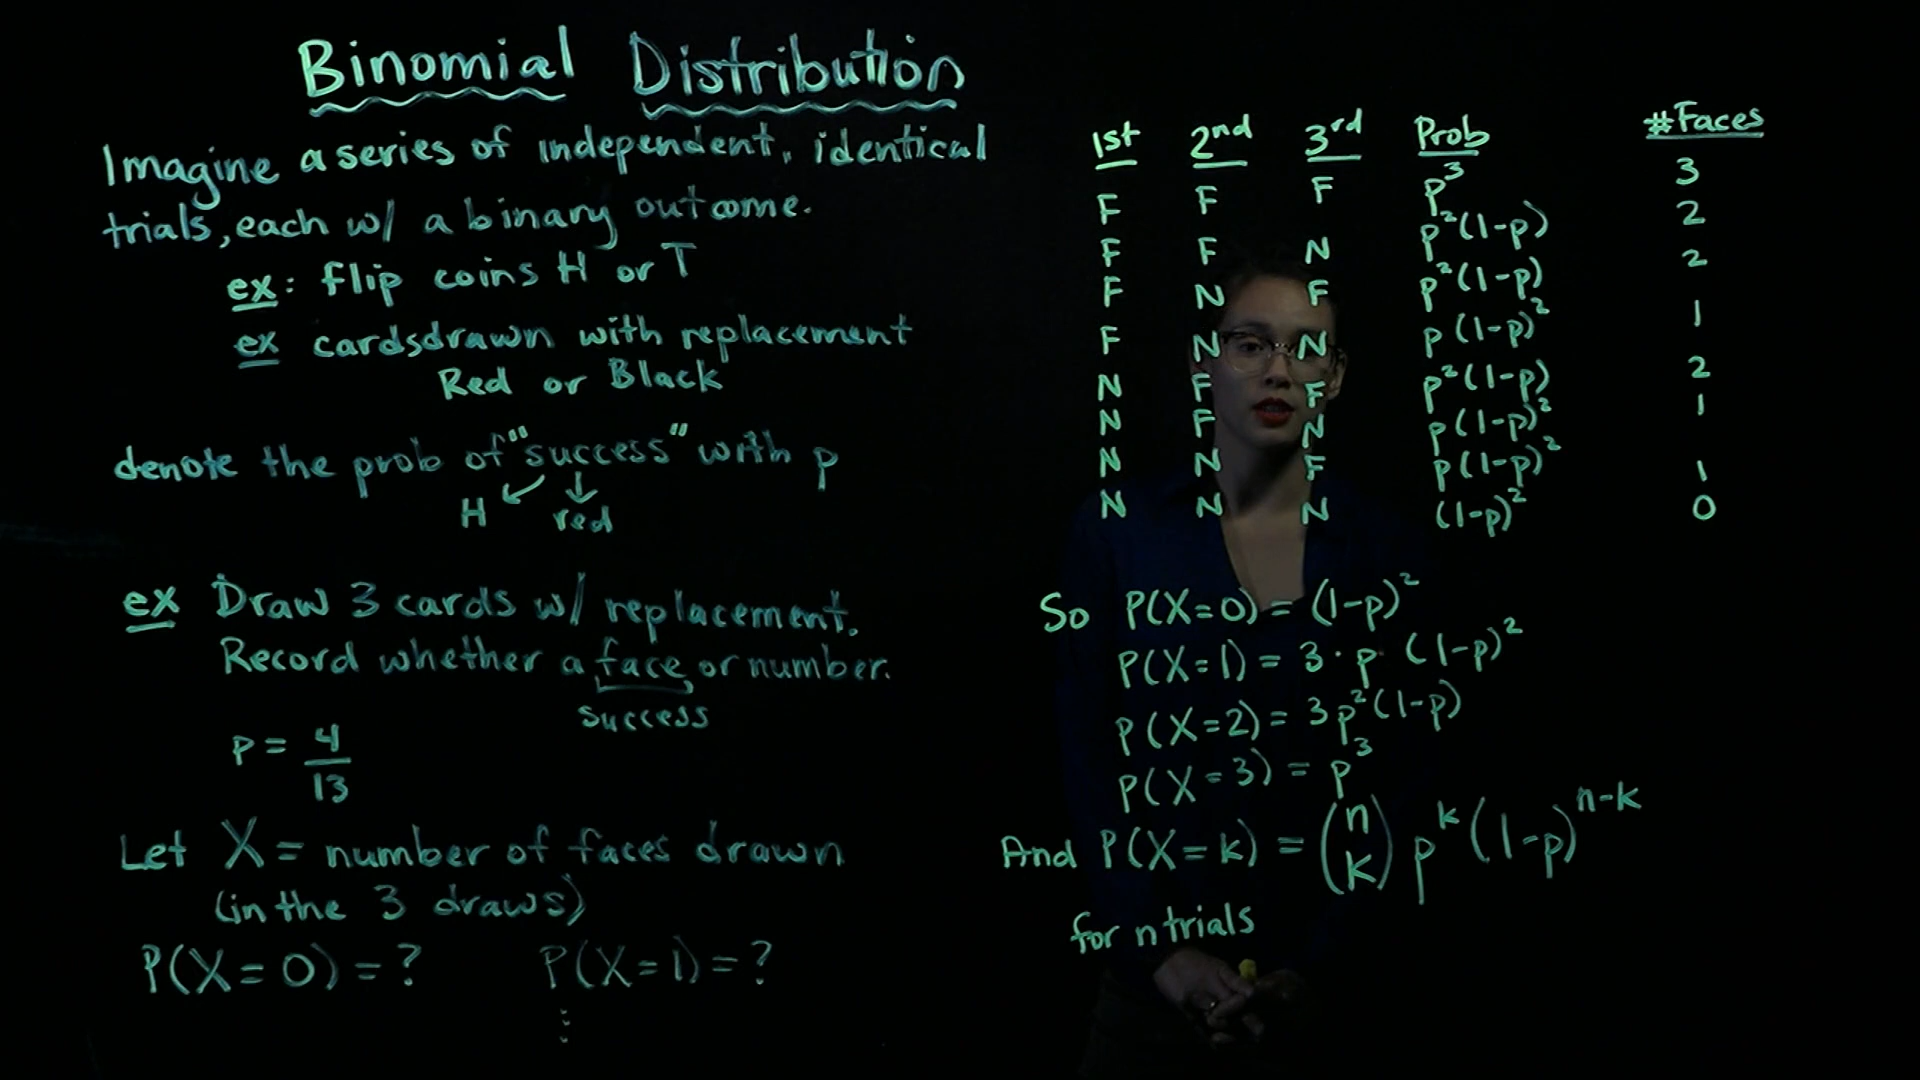 Binomial Distribution
Imagine a series of independent, identical
trials, each w/ a binary outcome.
ex: flip coins H or T
ex cards drawn with replacement
Red or Black
denote the prob of "success" with p
H red
ex Draw 3 cards w/ replacement.
Record whether a face or number.
success
p = 4/13
Let X = number of faces drawn
(in the 3 draws)
P(X=0) = ? P(X=1) = ?
⋮
1st 2nd 3rd Prob #Faces
F F F p³ 3
F F N p²(1-p) 2
F N F p²(1-p) 2
F N N p(1-p)² 1
N F F p²(1-p) 2
N F N p(1-p)² 1
N N F p(1-p)² 1
N N N (1-p)² 0
So P(X=0) = (1-p)²
P(X=1) = 3·p·(1-p)²
P(X=2) = 3p²(1-p)
P(X=3) = p³
And P(X=k) = (n k) p^k (1-p)^n-k
for n trials